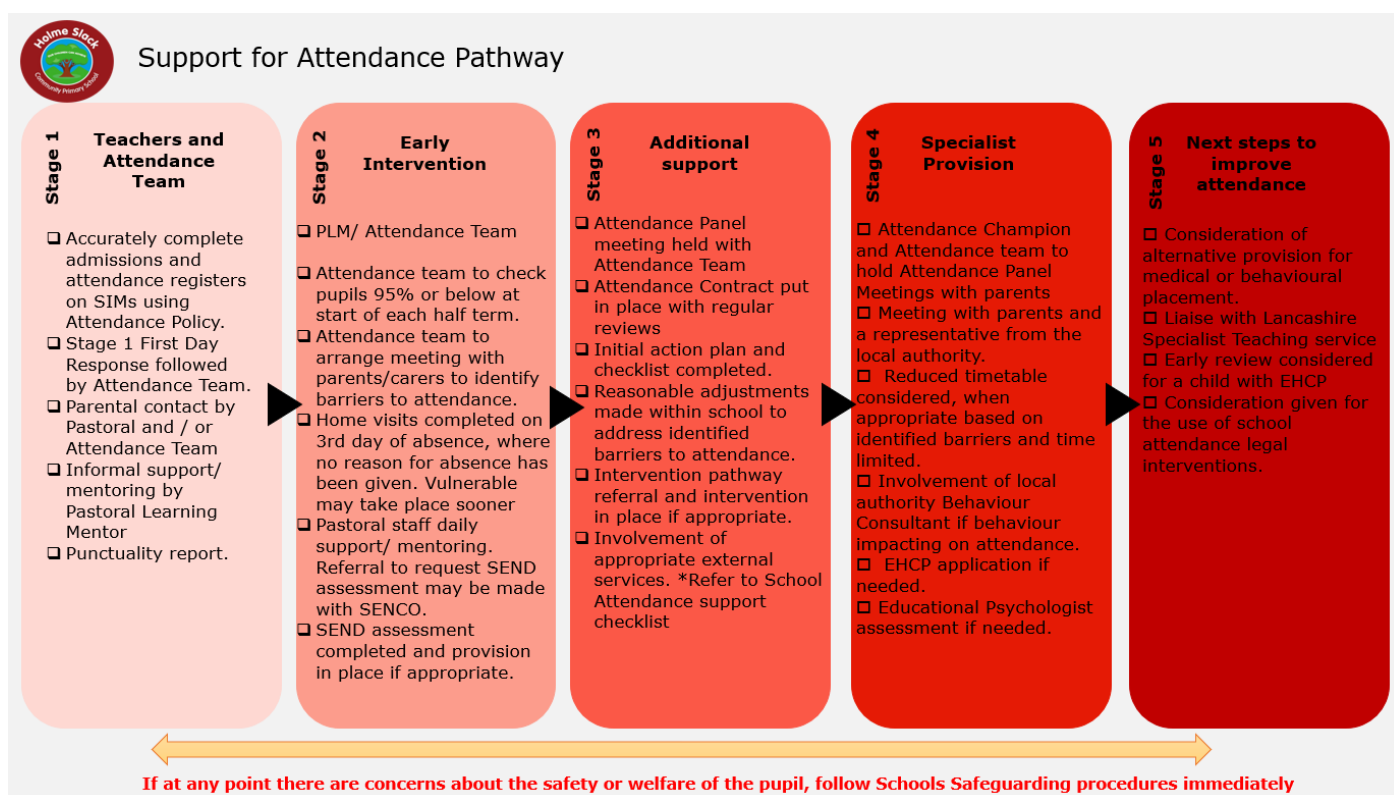 Holme Slack
Community Primary School
Support for Attendance Pathway
Stage 1
Teachers and
Attendance
Team
❑ Accurately complete
admissions and
attendance registers
on SIMs using
Attendance Policy.
❑ Stage 1 First Day
Response followed
by Attendance Team.
❑ Parental contact by
Pastoral and / or
Attendance Team
❑ Informal support/
mentoring by
Pastoral Learning
Mentor
❑ Punctuality report.
Stage 2
Early
Intervention
❑ PLM/ Attendance Team
❑ Attendance team to check
pupils 95% or below at
start of each half term.
❑ Attendance team to
arrange meeting with
parents/carers to identify
barriers to attendance.
❑ Home visits completed on
3rd day of absence, where
no reason for absence has
been given. Vulnerable
may take place sooner
❑ Pastoral staff daily
support/ mentoring.
Referral to request SEND
assessment may be made
with SENCO.
❑ SEND assessment
completed and provision
in place if appropriate.
Stage 3
Additional
support
❑ Attendance Panel
meeting held with
Attendance Team
❑ Attendance Contract put
in place with regular
reviews
❑ Initial action plan and
checklist completed.
❑ Reasonable adjustments
made within school to
address identified
barriers to attendance.
❑ Intervention pathway
referral and intervention
in place if appropriate.
❑ Involvement of
appropriate external
services. *Refer to School
Attendance support
checklist
Stage 4
Specialist
Provision
☐ Attendance Champion
and Attendance team to
hold Attendance Panel
Meetings with parents
☐ Meeting with parents and
a representative from the
local authority.
☐ Reduced timetable
considered, when
appropriate based on
identified barriers and time
limited.
☐ Involvement of local
authority Behaviour
Consultant if behaviour
impacting on attendance.
☐ EHCP application if
needed.
☐ Educational Psychologist
assessment if needed.
Stage 5
Next steps to
improve
attendance
☐ Consideration of
alternative provision for
medical or behavioural
placement.
☐ Liaise with Lancashire
Specialist Teaching service
☐ Early review considered
for a child with EHCP
☐ Consideration given for
the use of school
attendance legal
interventions.
If at any point there are concerns about the safety or welfare of the pupil, follow Schools Safeguarding procedures immediately